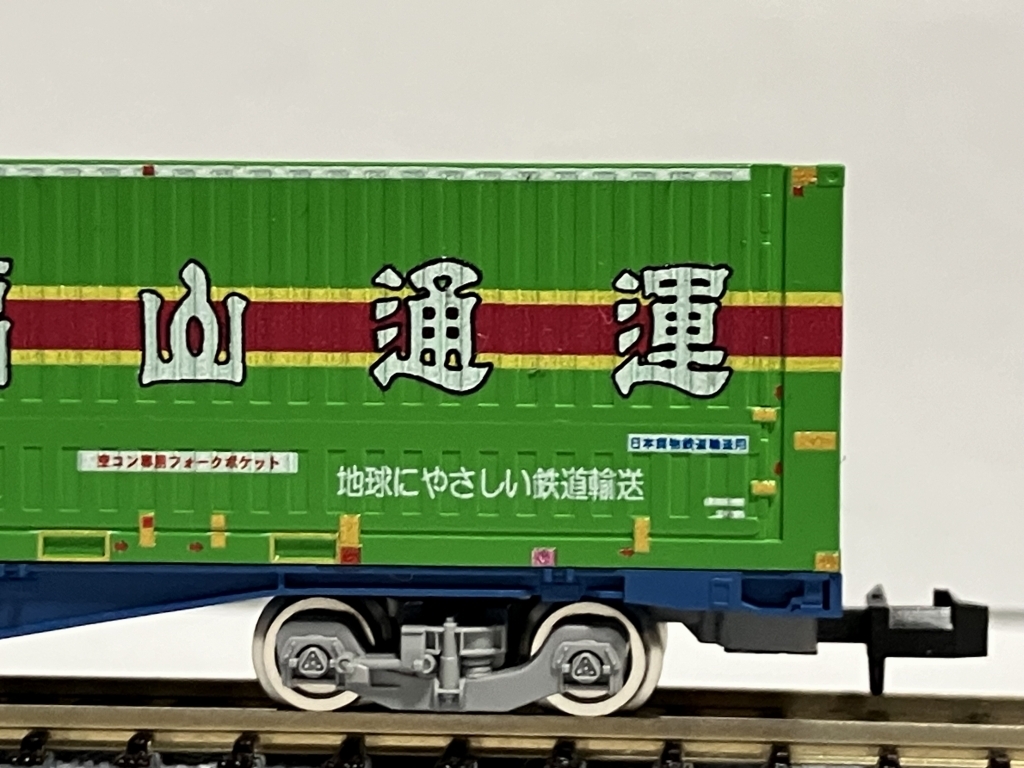 山通運
日本貨物鉄道輸送用
空コン専用フォークポケット
地球にやさしい鉄道輸送